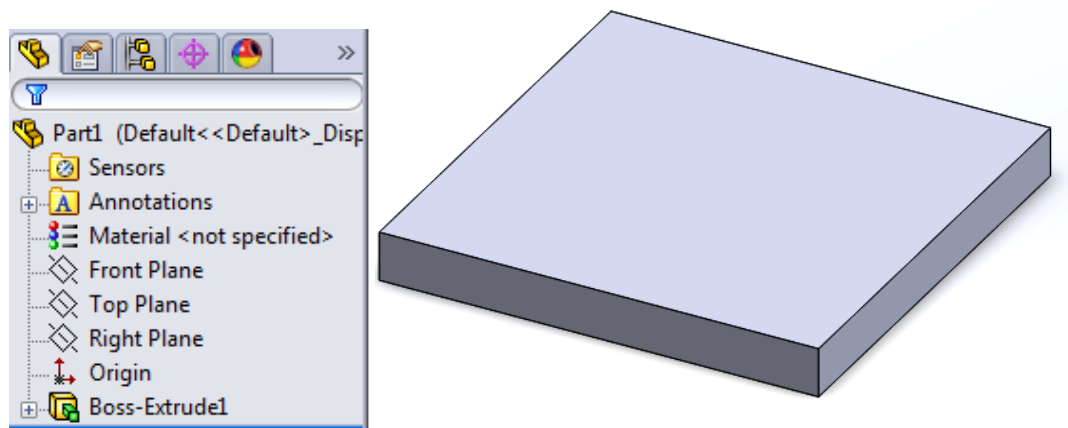 Part1 (Default<<Default>_Disp
Sensors
Annotations
Material <not specified>
Front Plane
Top Plane
Right Plane
Origin
Boss-Extrude1